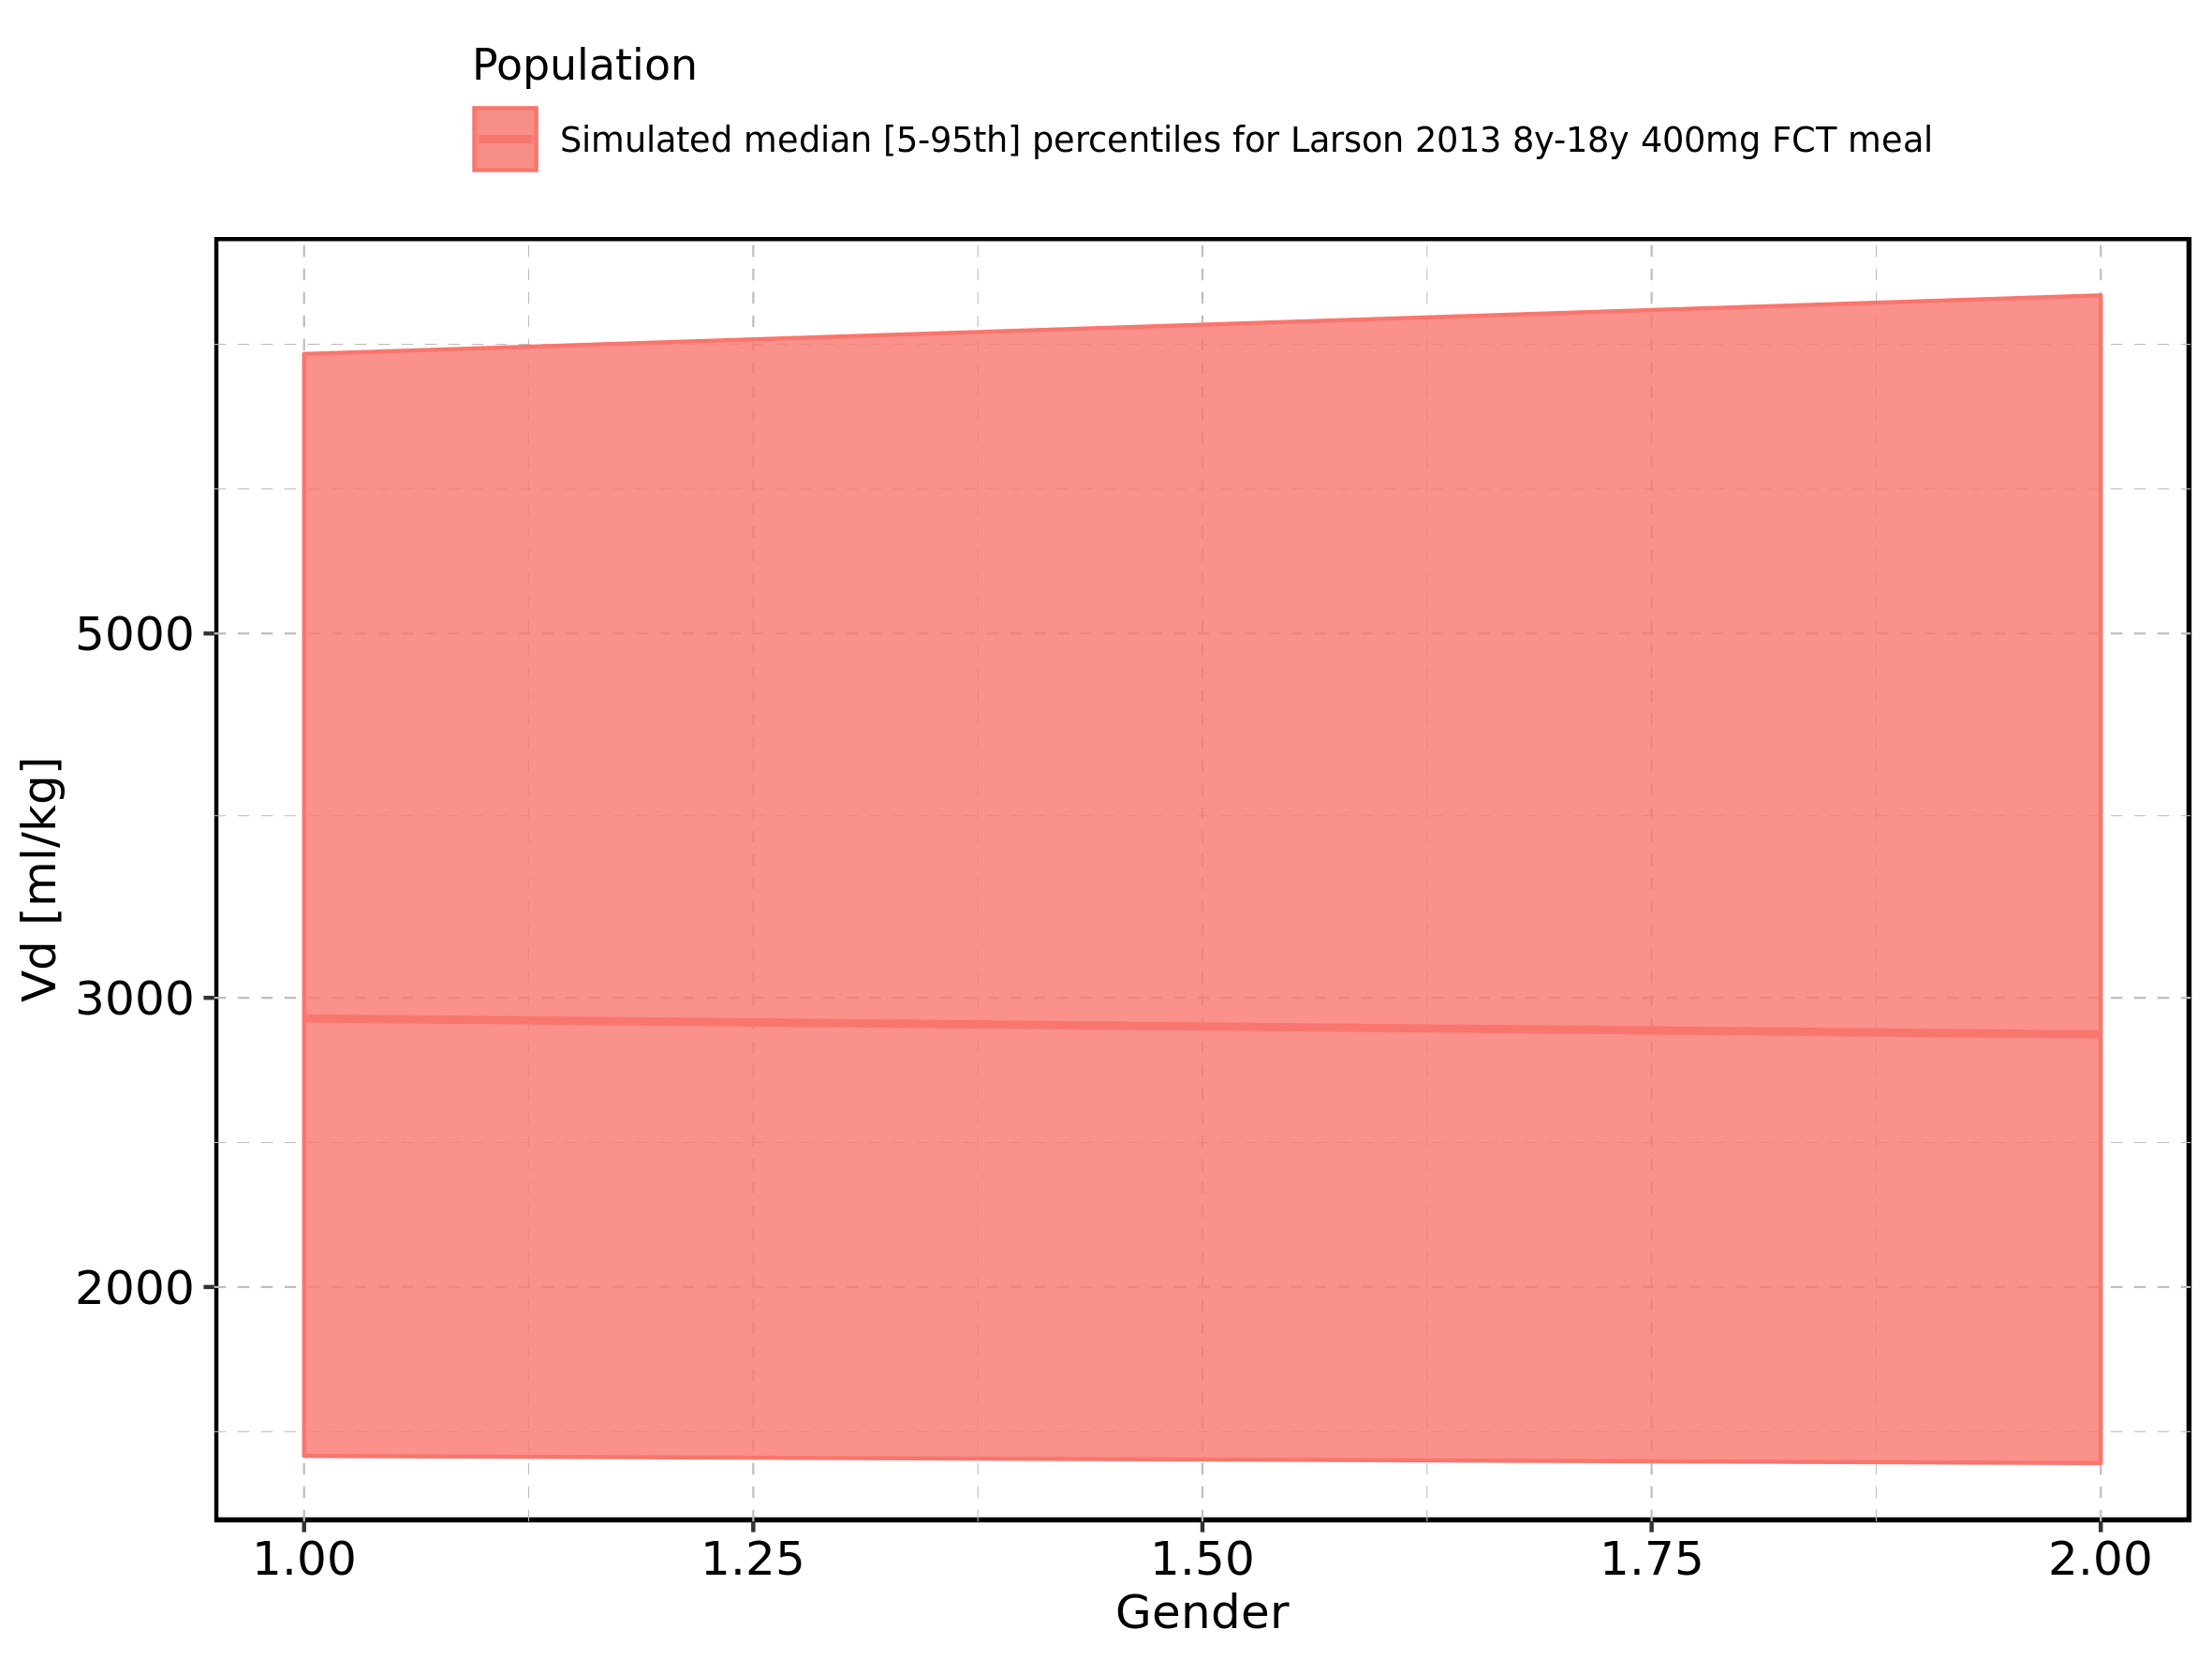 Population
Simulated median [5-95th] percentiles for Larson 2013 8y-18y 400mg FCT meal
Vd [ml/kg]
5000
3000
2000
1.00 1.25 1.50 1.75 2.00
Gender